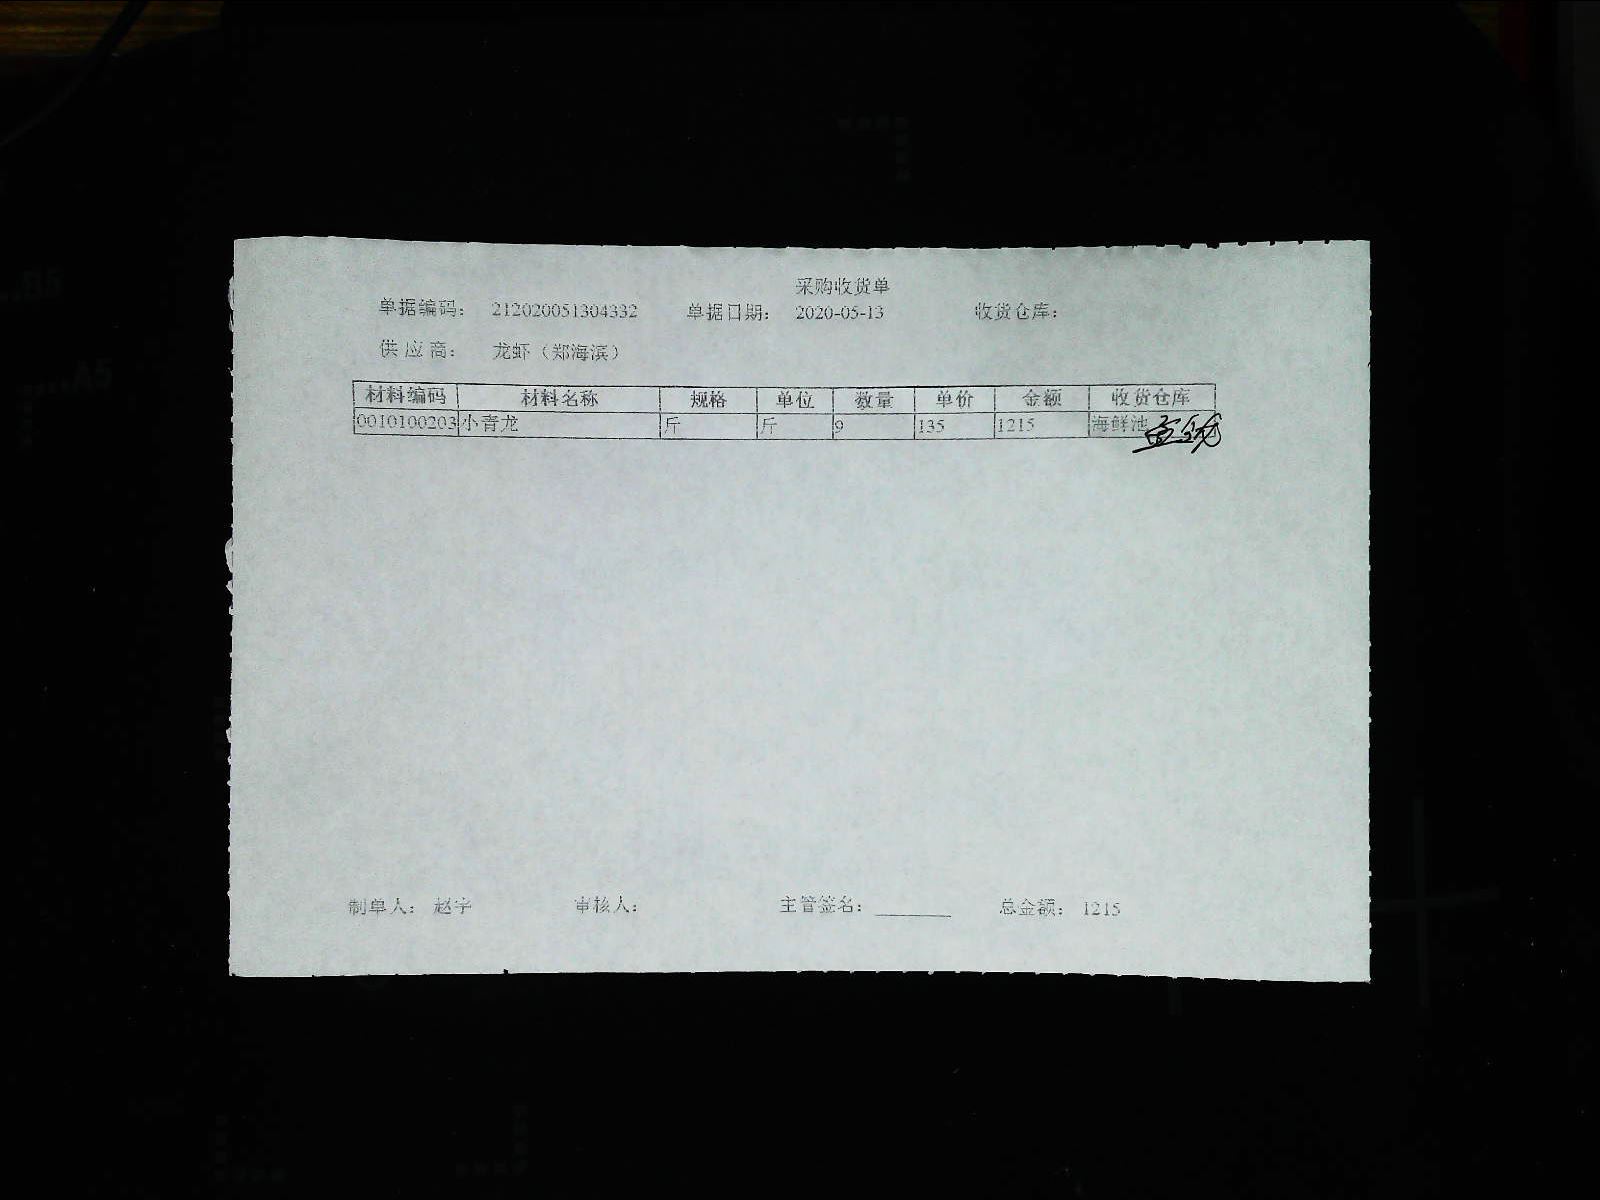 采购收货单
单据编码： 212020051304332 单据日期： 2020-05-13 收货仓库：
供应商： 龙虾（郑海滨）
材料编码 材料名称 规格 单位 数量 单价 金额 收货仓库
0010100203 小青龙 斤 斤 9 135 1215 海鲜池
制单人： 赵宇 审核人： 主管签名： 总金额： 1215